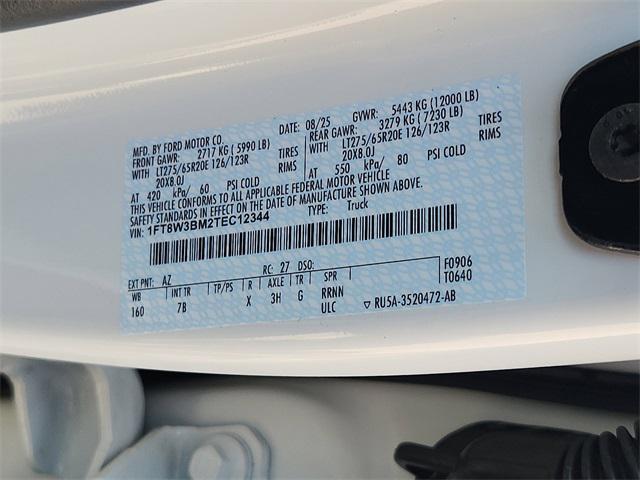 MFD. BY FORD MOTOR CO.
DATE: 08/25 GVWR: 5443 KG (12000 LB)
FRONT GAWR: 2717 KG ( 5990 LB)
REAR GAWR: 3279 KG ( 7230 LB)
WITH LT275/65R20E 126/123R TIRES
WITH LT275/65R20E 126/123R TIRES
20X8.0J RIMS
20X8.0J RIMS
AT 420 kPa/ 60 PSI COLD
AT 550 kPa/ 80 PSI COLD
THIS VEHICLE CONFORMS TO ALL APPLICABLE FEDERAL MOTOR VEHICLE
SAFETY STANDARDS IN EFFECT ON THE DATE OF MANUFACTURE SHOWN ABOVE.
VIN: 1FT8W3BM2TEC12344
TYPE: Truck
F0906
T0640
EXT PNT: AZ RC: 27 DSO:
WB INT TR TP/PS R AXLE TR SPR
160 7B X 3H G RRNN
ULC
▽ RU5A-3520472-AB